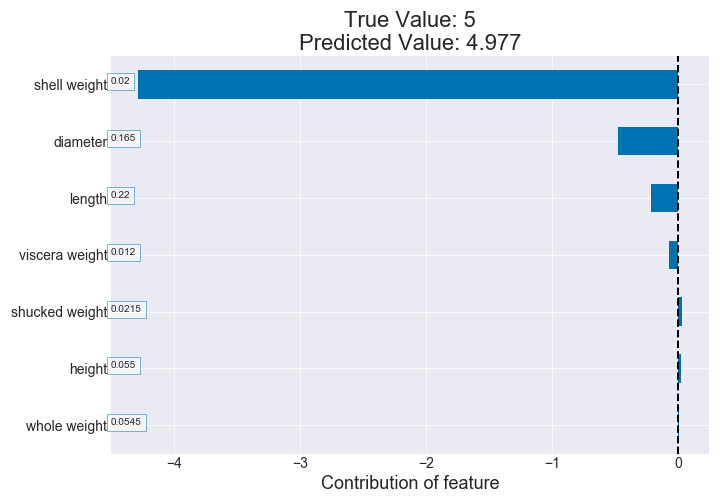 True Value: 5
Predicted Value: 4.977
shell weight 0.02
diameter 0.165
length 0.22
viscera weight 0.012
shucked weight 0.0215
height 0.055
whole weight 0.0545
−4 −3 −2 −1 0
Contribution of feature